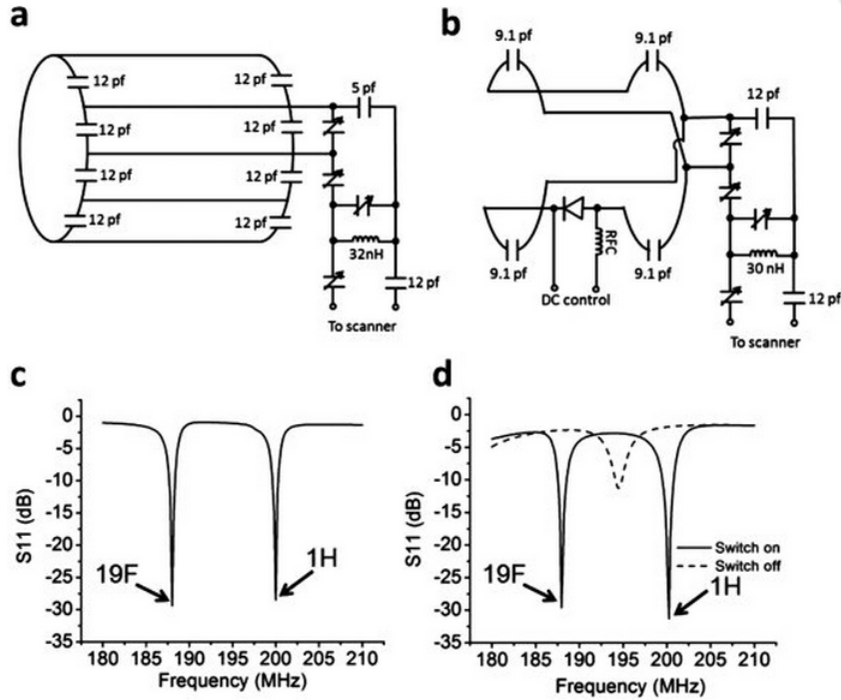 a
12 pf
12 pf
12 pf
12 pf
12 pf
12 pf
12 pf
12 pf
5 pf
32nH
12 pf
To scanner
b
9.1 pf
9.1 pf
9.1 pf
9.1 pf
RFC
DC control
12 pf
30 nH
12 pf
To scanner
c
S11 (dB)
0
-5
-10
-15
-20
-25
-30
-35
19F
1H
180 185 190 195 200 205 210
Frequency (MHz)
d
S11 (dB)
0
-5
-10
-15
-20
-25
-30
-35
19F
1H
Switch on
Switch off
180 185 190 195 200 205 210
Frequency (MHz)